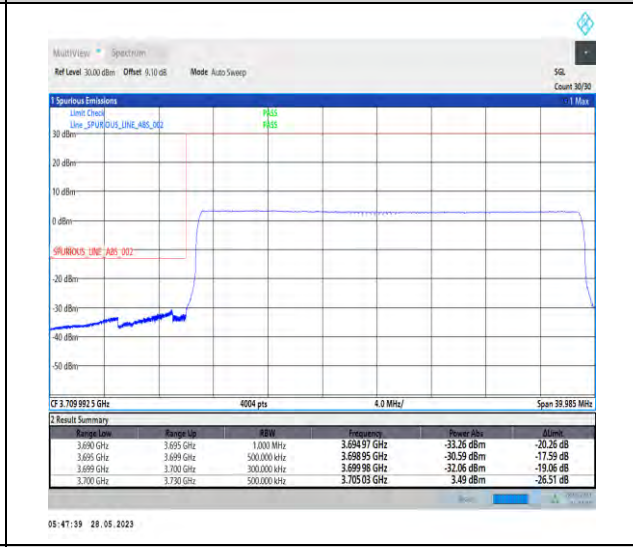 MultiView Spectrum
Ref Level 30.00 dBm Offset 9.10 dB Mode Auto Sweep SGL
Count 30/30
1 Spurious Emissions 1 Max
Limit Check PASS
Line _SPURIOUS_LINE_ABS_002 PASS
30 dBm
20 dBm
10 dBm
0 dBm
_SPURIOUS_LINE_ABS_002
-20 dBm
-30 dBm
-40 dBm
-50 dBm
CF 3.709 992 5 GHz 4004 pts 4.0 MHz/ Span 39.985 MHz
2 Result Summary
Range Low Range Up RBW Frequency Power Abs ΔLimit
3.690 GHz 3.695 GHz 1.000 MHz 3.694 97 GHz -33.26 dBm -20.26 dB
3.695 GHz 3.699 GHz 500.000 kHz 3.698 95 GHz -30.59 dBm -17.59 dB
3.699 GHz 3.700 GHz 300.000 kHz 3.699 98 GHz -32.06 dBm -19.06 dB
3.700 GHz 3.730 GHz 500.000 kHz 3.705 03 GHz 3.49 dBm -26.51 dB
05:47:39 28.05.2023